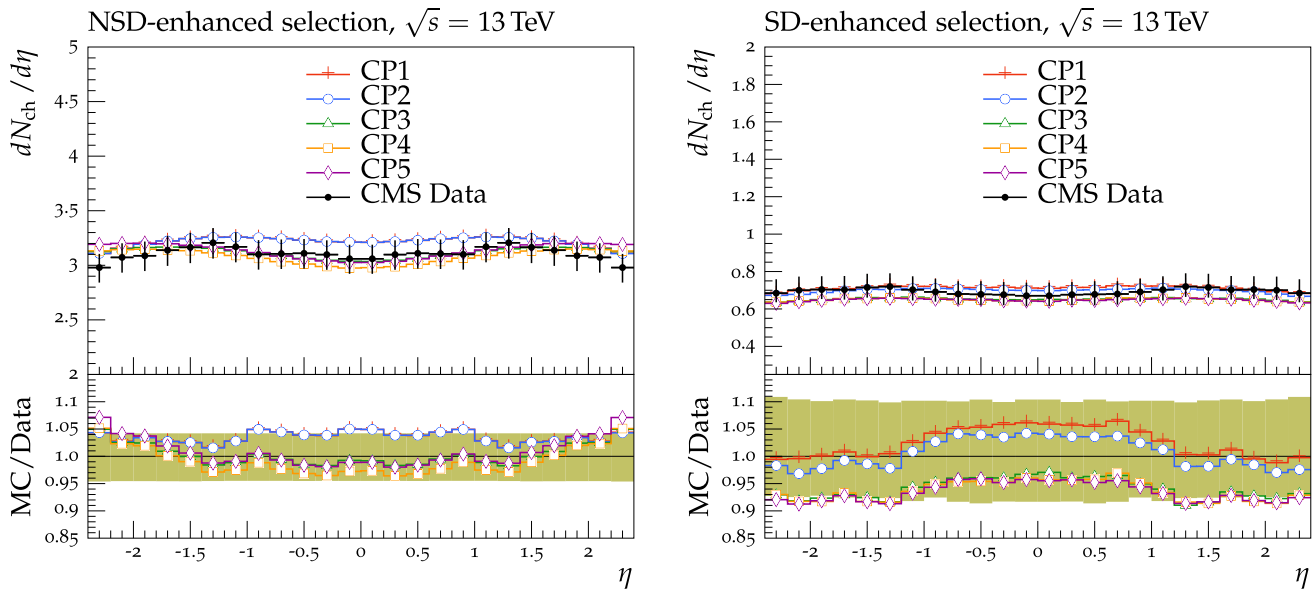 NSD-enhanced selection, √s = 13 TeV
dN_ch/dη
5
4.5
4
3.5
3
2.5
2
CP1
CP2
CP3
CP4
CP5
CMS Data
MC/Data
1.1
1.05
1.0
0.95
0.9
0.85
-2 -1.5 -1 -0.5 0 0.5 1 1.5 2
η
SD-enhanced selection, √s = 13 TeV
dN_ch/dη
2
1.8
1.6
1.4
1.2
1
0.8
0.6
0.4
CP1
CP2
CP3
CP4
CP5
CMS Data
MC/Data
1.1
1.05
1.0
0.95
0.9
0.85
-2 -1.5 -1 -0.5 0 0.5 1 1.5 2
η